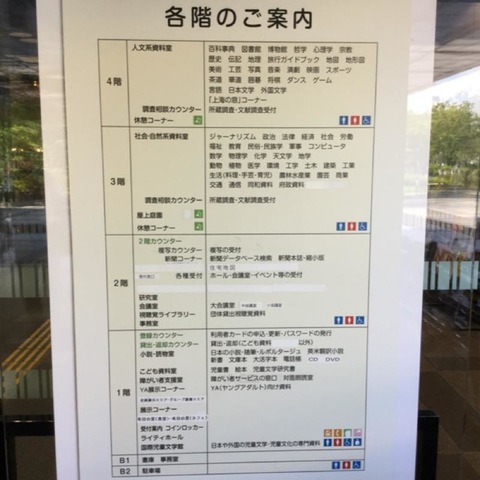 各階のご案内
4階
人文系資料室 百科事典 図書館 博物館 哲学 心理学 宗教
歴史 伝記 地理 旅行ガイドブック 地図 地形図
美術 工芸 写真 音楽 演劇 映画 スポーツ
茶道 華道 囲碁 将棋 ダンス ゲーム
言語 日本文学 外国文学
「上海の窓」コーナー
調査相談カウンター 所蔵調査・文献調査受付
休憩コーナー
3階
社会・自然系資料室 ジャーナリズム 政治 法律 経済 社会 労働
福祉 教育 民俗・民族学 軍事 コンピュータ
数学 物理学 化学 天文学 地学
動物 植物 医学 環境 工学 土木 建築 工業
生活(料理・手芸・育児) 農林水産業 園芸 商業
交通 通信 同和資料 府政資料
調査相談カウンター 所蔵調査・文献調査受付
屋上庭園
休憩コーナー
2階
2階カウンター
複写カウンター 複写の受付
新聞コーナー 新聞データベース検索 新聞本誌・縮小版
住宅地図
各種受付 ホール・会議室・イベント等の受付
研究室
会議室 大会議室 中会議室 小会議室
視聴覚ライブラリー 団体貸出視聴覚資料
事務室
1階
登録カウンター 利用者カードの申込・更新・パスワードの発行
貸出・返却カウンター 貸出・返却(こども資料 以外)
小説・読物室 日本の小説・随筆・ルポルタージュ 英米翻訳小説
新書 文庫本 大活字本 電話帳 CD DVD
こども資料室 児童書 絵本 児童文学研究書
障がい者支援室 障がい者サービスの窓口 対面朗読室
YA展示コーナー YA(ヤングアダルト)向け資料
展示コーナー
受付案内 コインロッカー
ライティホール
国際児童文学館 日本や外国の児童文学・児童文化の専門資料
B1 書庫 事務室
B2 駐車場